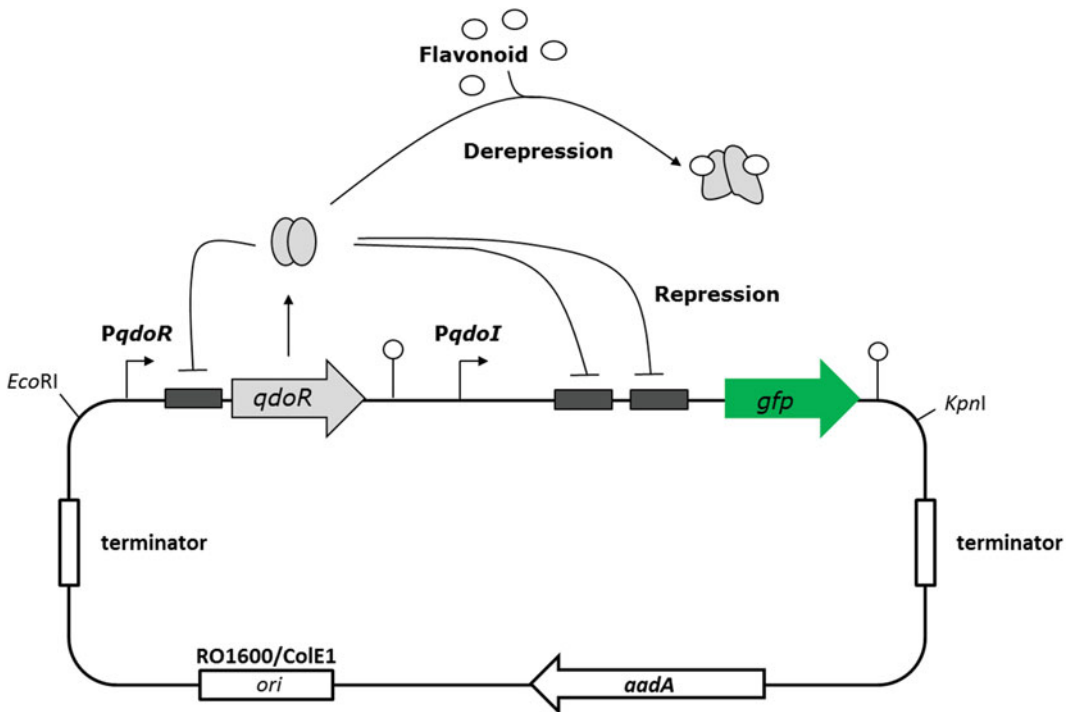 Flavonoid
Derepression
Repression
PqdoR
PqdoI
EcoRI
qdoR
gfp
KpnI
terminator
terminator
RO1600/ColE1
ori
aadA